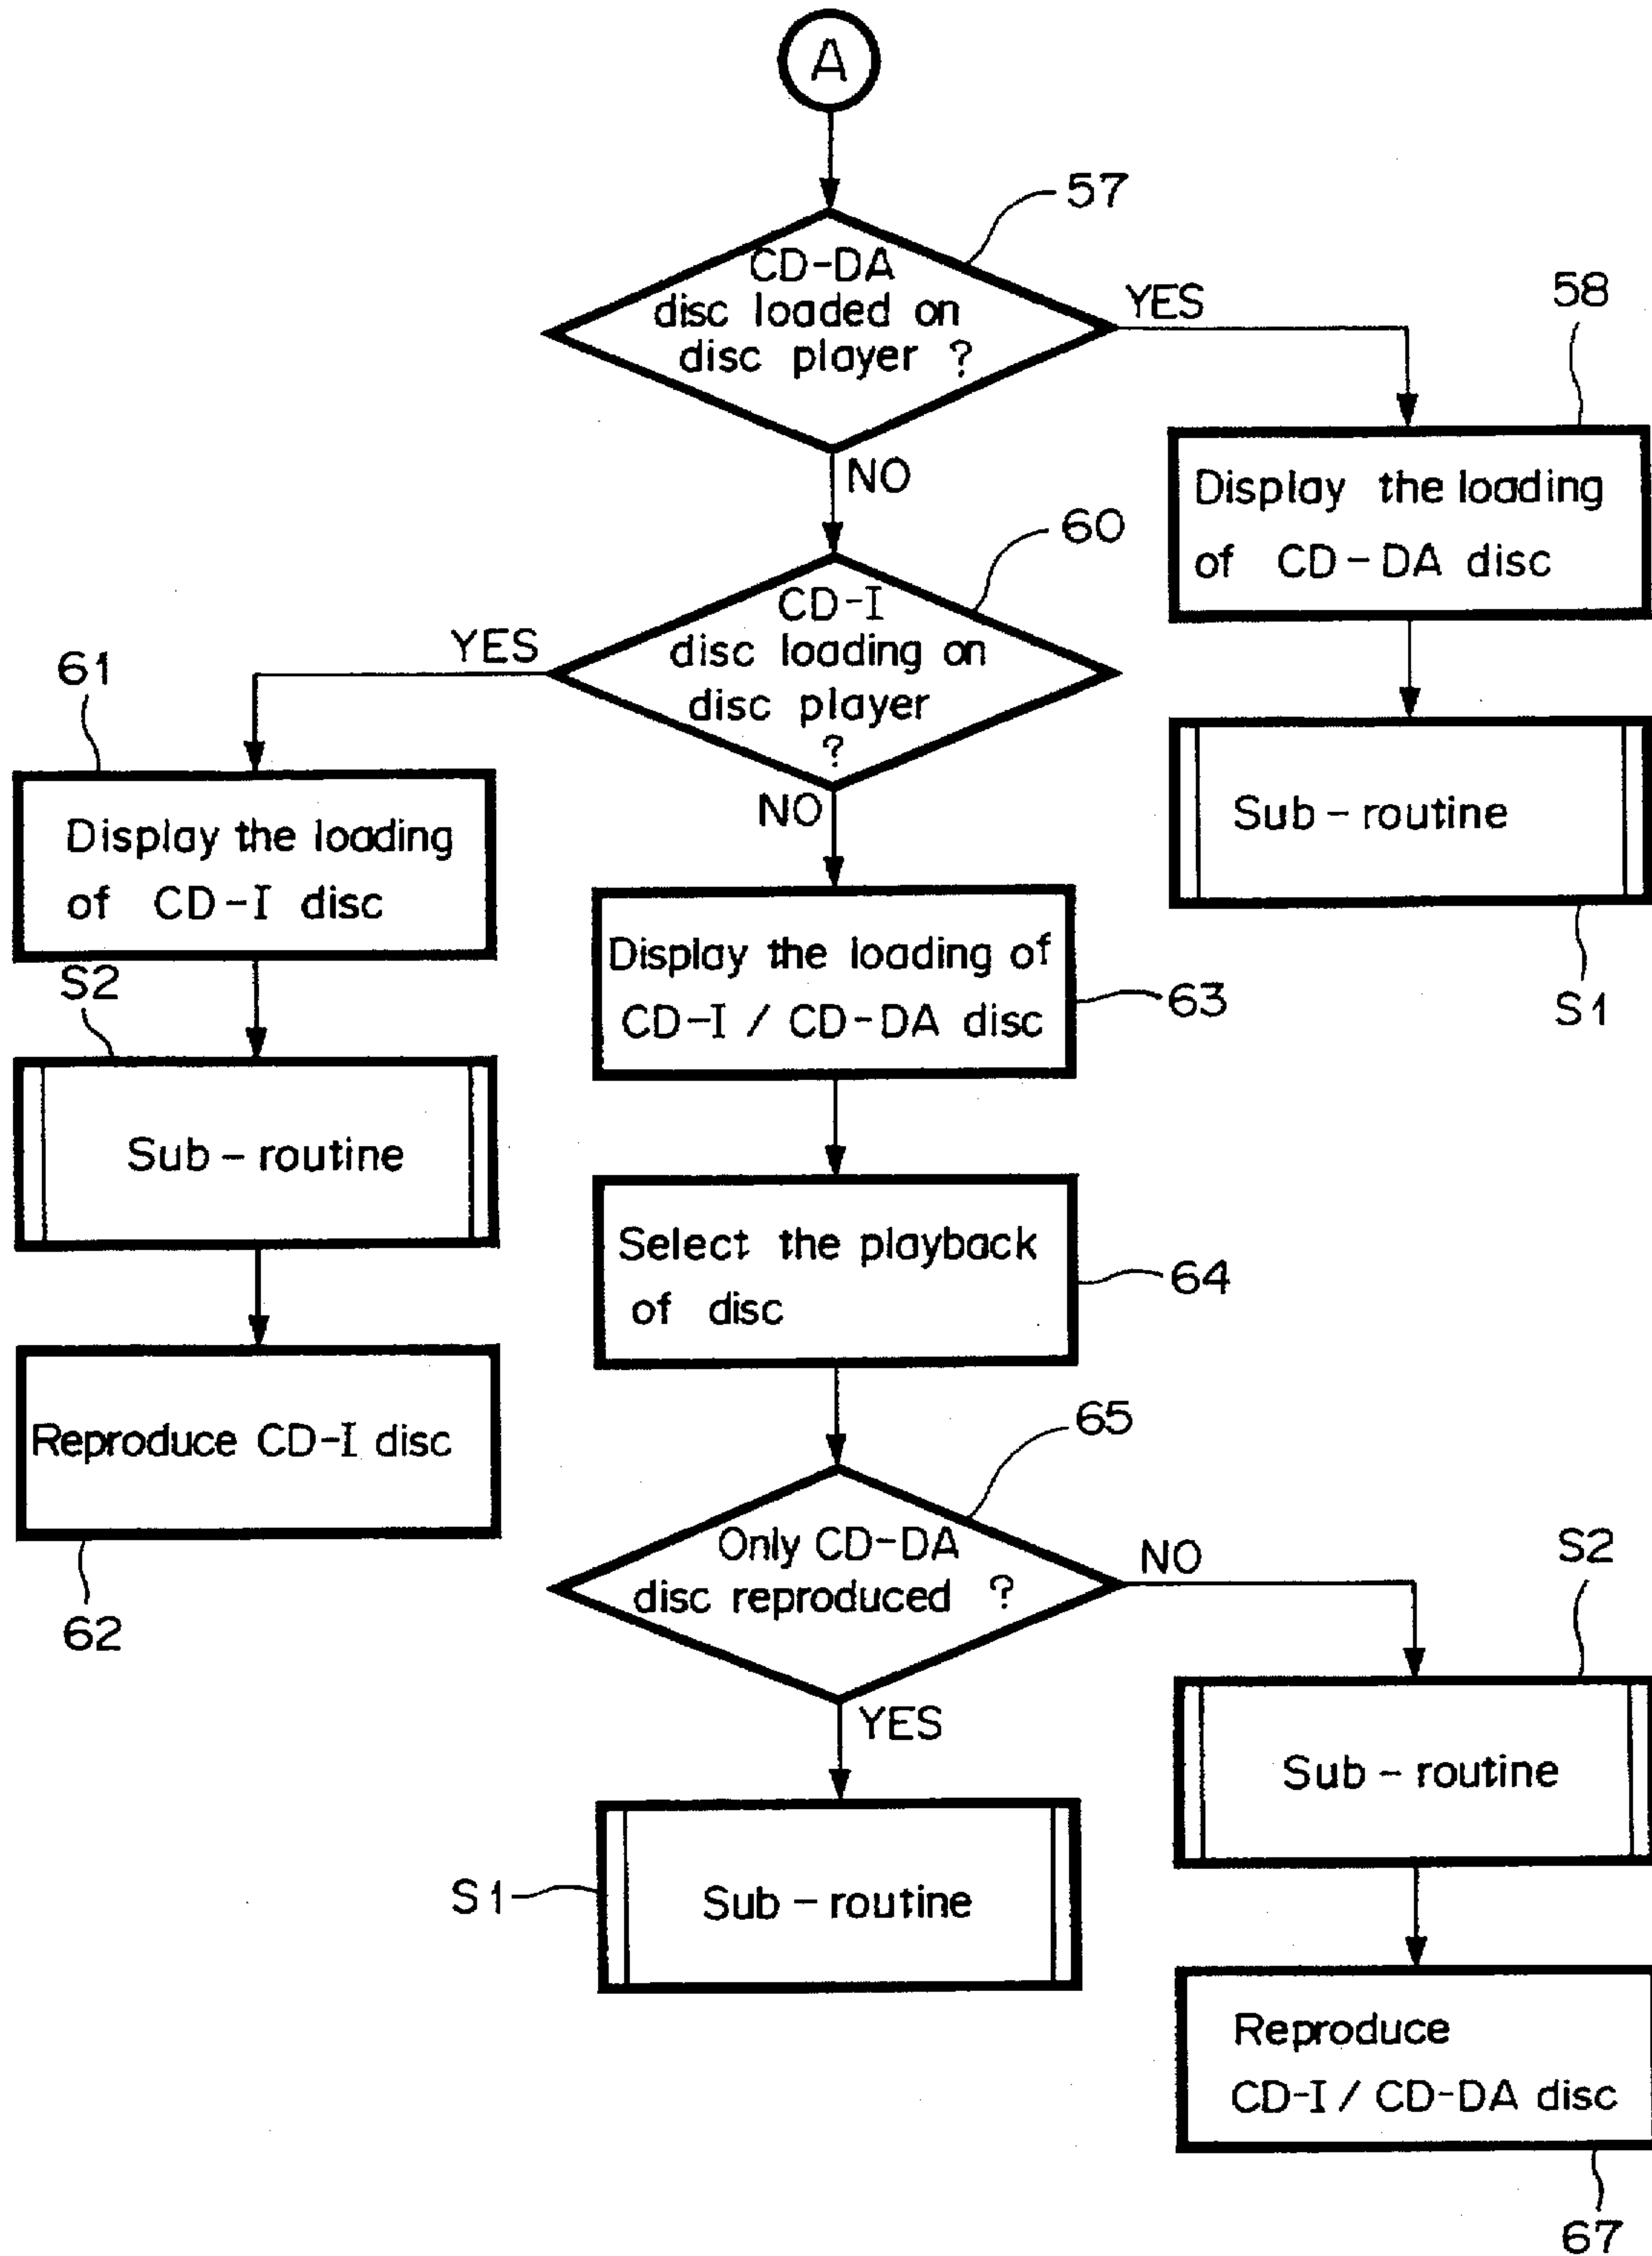 A
57
CD-DA
disc loaded on
disc player ?
YES
58
NO
Display the loading
of CD-DA disc
60
CD-I
disc loading on
disc player
?
YES
61
NO
Sub-routine
S1
Display the loading
of CD-I disc
S2
Display the loading of
CD-I / CD-DA disc
63
Sub-routine
Select the playback
of disc
64
Reproduce CD-I disc
62
65
Only CD-DA
disc reproduced ?
NO
S2
YES
Sub-routine
S1
Sub-routine
Reproduce
CD-I / CD-DA disc
67